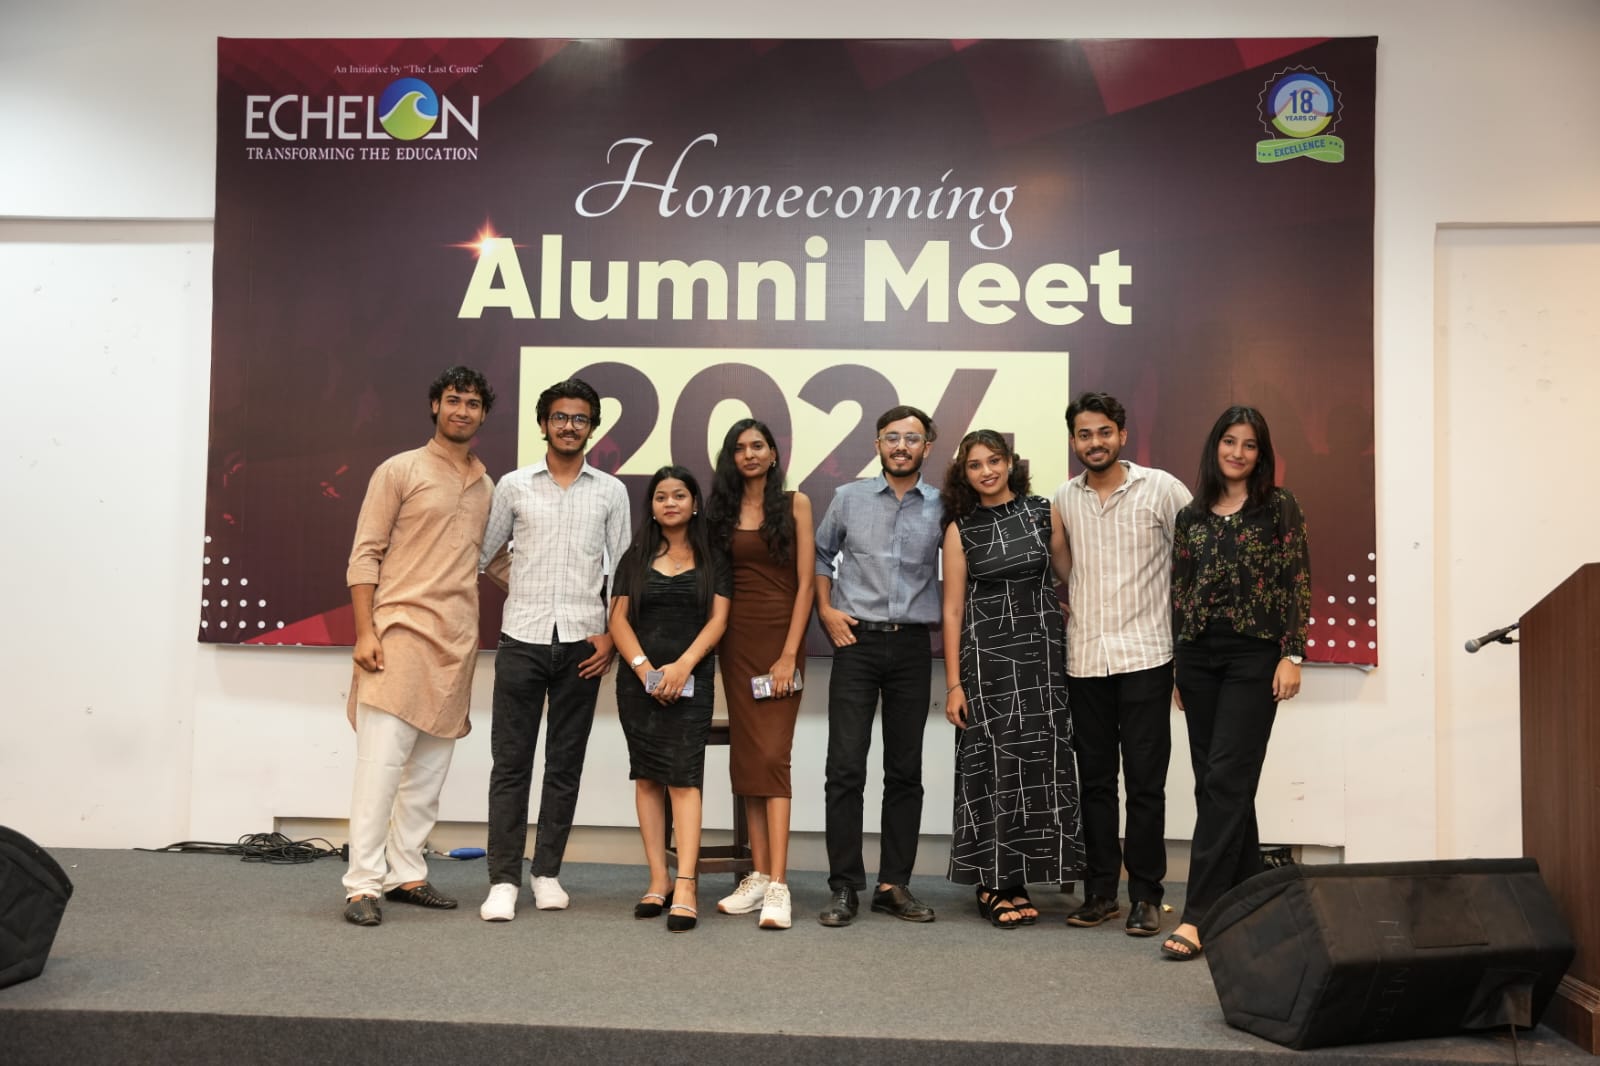 An Initiative by "The Last Centre"
ECHELON
TRANSFORMING THE EDUCATION
18
YEARS OF
EXCELLENCE
Homecoming
Alumni Meet
2024